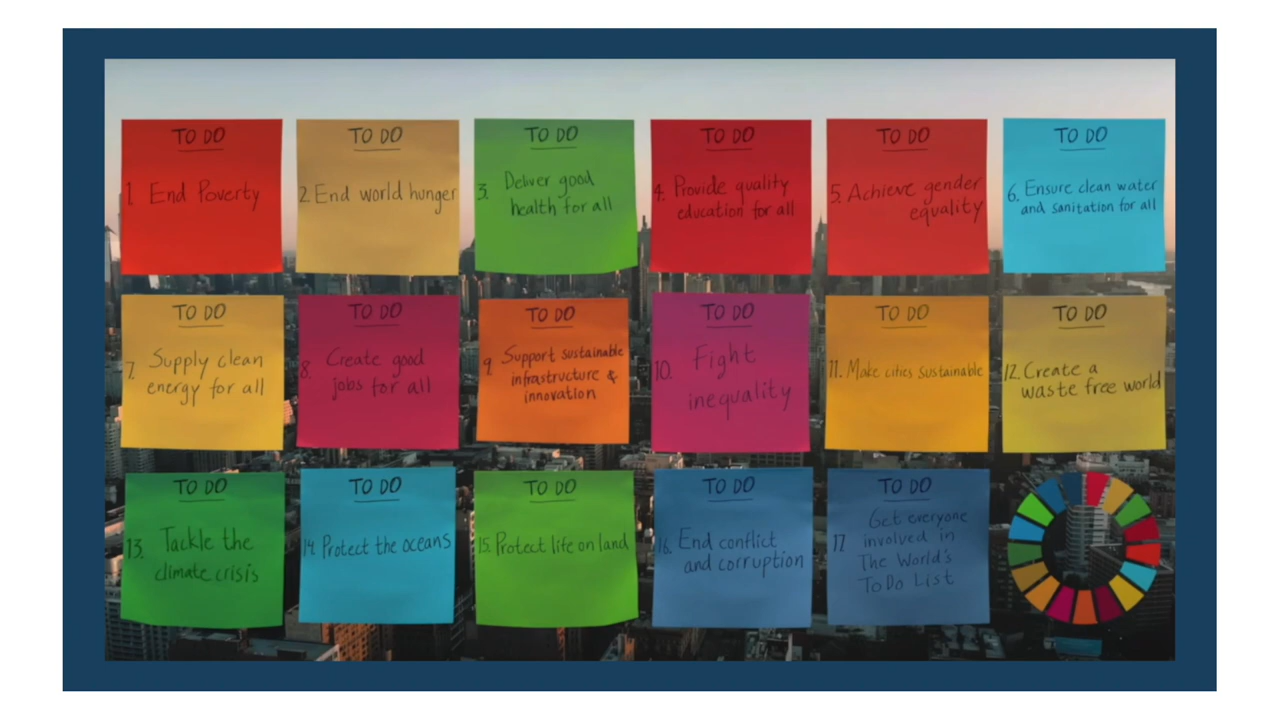 TO DO
1. End Poverty
TO DO
2. End world hunger
TO DO
3. Deliver good
health for all
TO DO
4. Provide quality
education for all
TO DO
5. Achieve gender
equality
TO DO
6. Ensure clean water
and sanitation for all
TO DO
7. Supply clean
energy for all
TO DO
8. Create good
jobs for all
TO DO
9. Support sustainable
infrastructure &
innovation
TO DO
10. Fight
inequality
TO DO
11. Make cities sustainable
TO DO
12. Create a
waste free world
TO DO
13. Tackle the
climate crisis
TO DO
14. Protect the oceans
TO DO
15. Protect life on land
TO DO
16. End conflict
and corruption
TO DO
17 Get everyone
involved in
The World's
To Do List